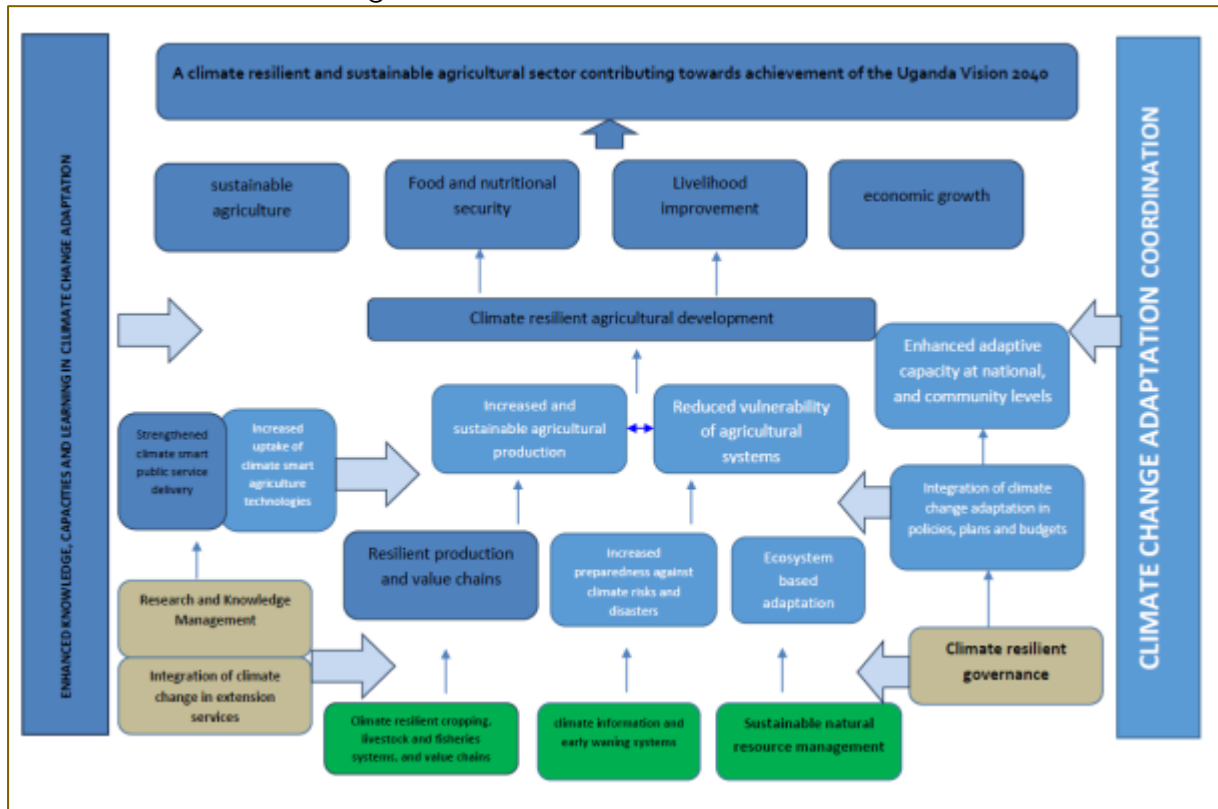 A climate resilient and sustainable agricultural sector contributing towards achievement of the Uganda Vision 2040
sustainable
agriculture
Food and nutritional
security
Livelihood
improvement
economic growth
Climate resilient agricultural development
Enhanced adaptive
capacity at national,
and community levels
Increased and
sustainable agricultural
production
Reduced vulnerability
of agricultural
systems
Strengthened
climate smart
public service
delivery
Increased
uptake of
climate smart
agriculture
technologies
Integration of climate
change adaptation in
policies, plans and budgets
Resilient production
and value chains
Increased
preparedness against
climate risks and
disasters
Ecosystem
based
adaptation
Research and Knowledge
Management
Integration of climate
change in extension
services
Climate resilient
governance
Climate resilient cropping,
livestock and fisheries
systems, and value chains
climate information and
early waning systems
Sustainable natural
resource management
ENHANCED KNOWLEDGE, CAPACITIES AND LEARNING IN C1LIMATE CHANGE ADAPTATION
CLIMATE CHANGE ADAPTATION COORDINATION